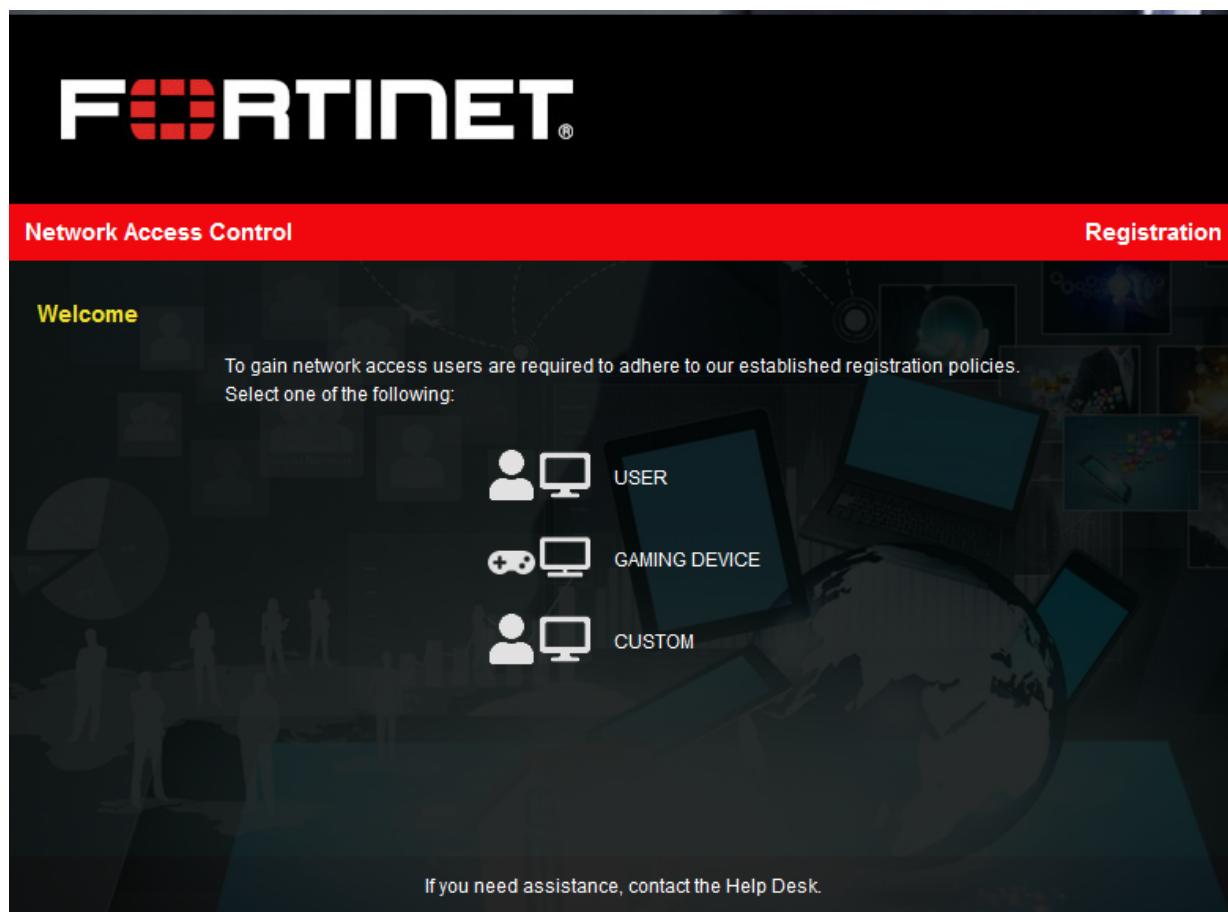 FORTINET®
Network Access Control
Registration
Welcome
To gain network access users are required to adhere to our established registration policies.
Select one of the following:
USER
GAMING DEVICE
CUSTOM
If you need assistance, contact the Help Desk.